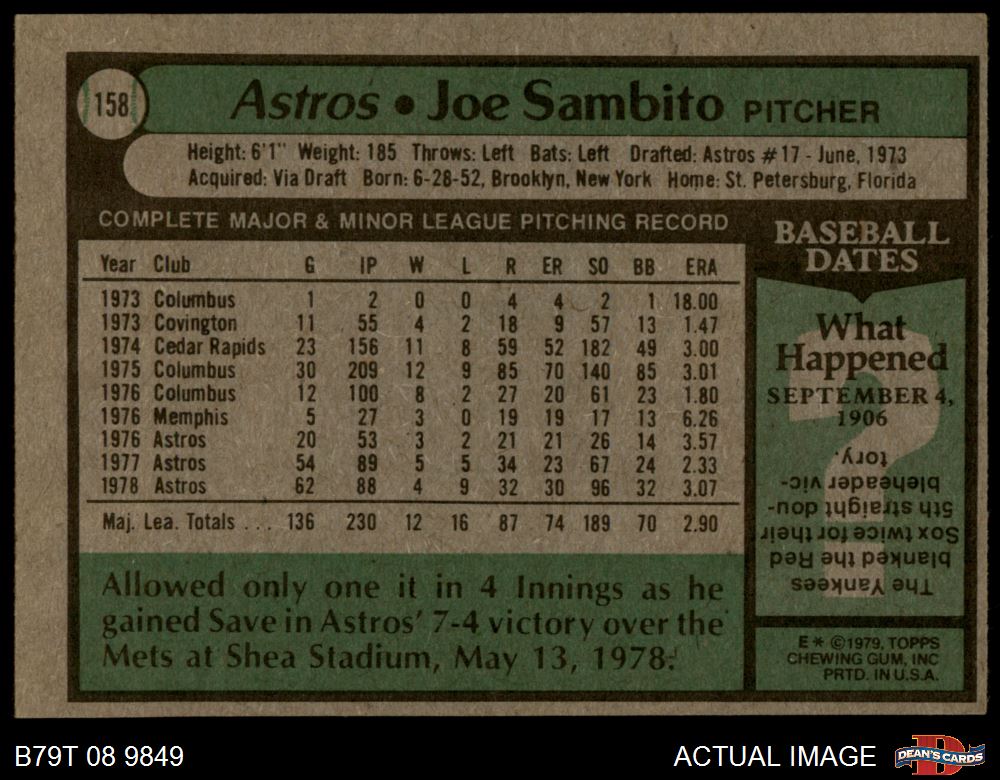 158
Astros • Joe Sambito PITCHER
Height: 6'1" Weight: 185 Throws: Left Bats: Left Drafted: Astros #17 - June, 1973
Acquired: Via Draft Born: 6-28-52, Brooklyn, New York Home: St. Petersburg, Florida
COMPLETE MAJOR & MINOR LEAGUE PITCHING RECORD
Year Club G IP W L R ER SO BB ERA
1973 Columbus 1 2 0 0 4 4 2 1 18.00
1973 Covington 11 55 4 2 18 9 57 13 1.47
1974 Cedar Rapids 23 156 11 8 59 52 182 49 3.00
1975 Columbus 30 209 12 9 85 70 140 85 3.01
1976 Columbus 12 100 8 2 27 20 61 23 1.80
1976 Memphis 5 27 3 0 19 19 17 13 6.26
1976 Astros 20 53 3 2 21 21 26 14 3.57
1977 Astros 54 89 5 5 34 23 67 24 2.33
1978 Astros 62 88 4 9 32 30 96 32 3.07
Maj. Lea. Totals ... 136 230 12 16 87 74 189 70 2.90
Allowed only one it in 4 Innings as he
gained Save in Astros' 7-4 victory over the
Mets at Shea Stadium, May 13, 1978.
BASEBALL
DATES
What
Happened
SEPTEMBER 4,
1906
?
The Yankees
blanked the Red
Sox twice for their
5th straight dou-
bleheader vic-
tory.
E * ©1979, TOPPS
CHEWING GUM, INC
PRTD. IN U.S.A.
B79T 08 9849
ACTUAL IMAGE
D
DEAN'S CARDS